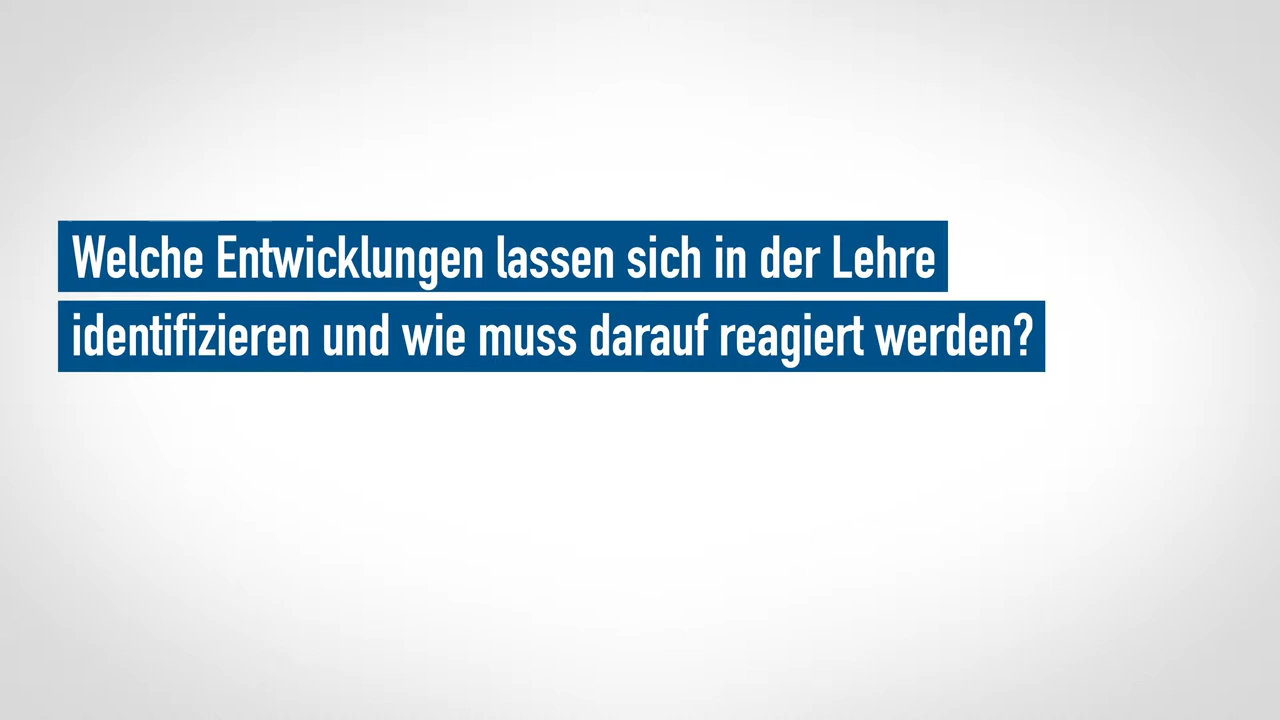 Welche Entwicklungen lassen sich in der Lehre
identifizieren und wie muss darauf reagiert werden?